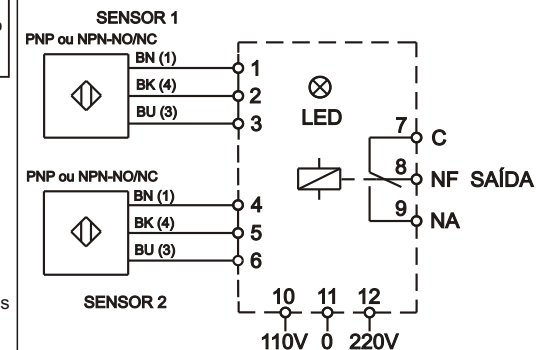 SENSOR 1
PNP ou NPN-NO/NC
BN (1)
BK (4)
BU (3)
1
2
3
LED
7 C
8 NF SAÍDA
9 NA
PNP ou NPN-NO/NC
BN (1)
BK (4)
BU (3)
4
5
6
SENSOR 2
s
10 11 12
110V 0 220V